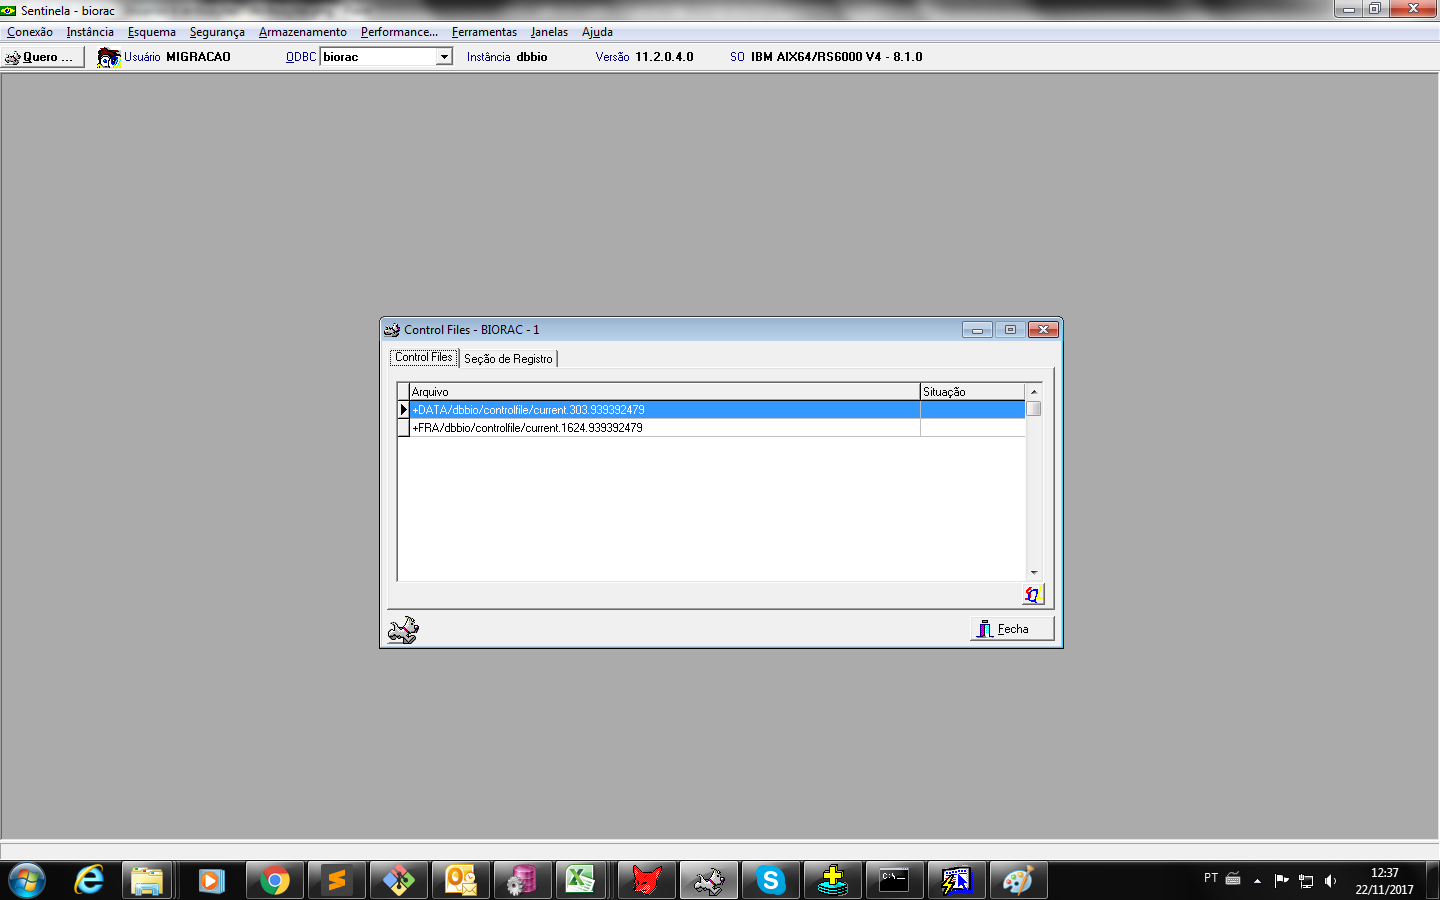 Sentinela - biorac
Conexão Instância Esquema Segurança Armazenamento Performance... Ferramentas Janelas Ajuda
Quero ... Usuário MIGRACAO ODBC biorac Instância dbbio Versão 11.2.0.4.0 SO IBM AIX64/RS6000 V4 - 8.1.0
Control Files - BIORAC - 1
Control Files Seção de Registro
Arquivo Situação
+DATA/dbbio/controlfile/current.303.939392479
+FRA/dbbio/controlfile/current.1624.939392479
Fecha
PT 12:37
22/11/2017